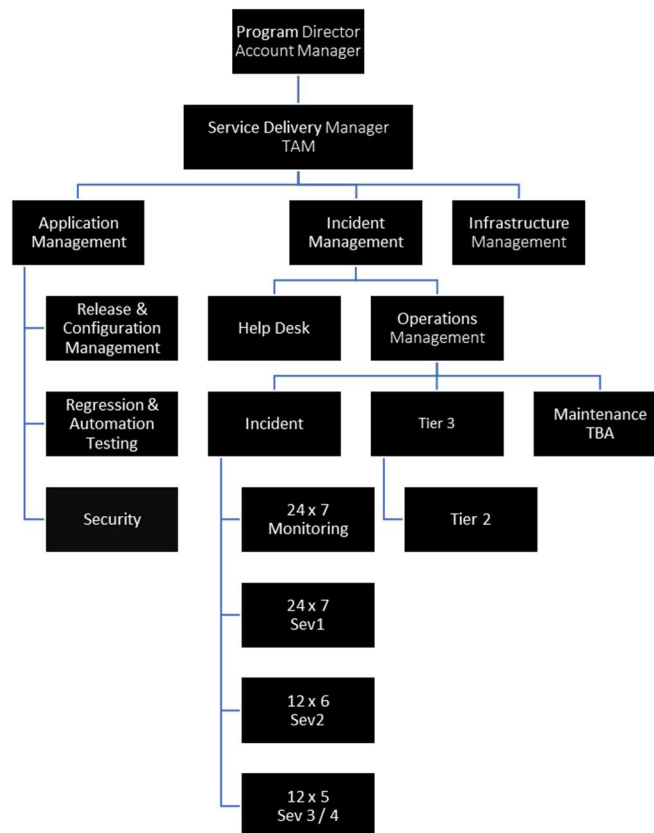 Program Director
Account Manager
Service Delivery Manager
TAM
Application
Management
Incident
Management
Infrastructure
Management
Release &
Configuration
Management
Help Desk
Operations
Management
Regression &
Automation
Testing
Incident
Tier 3
Maintenance
TBA
Security
24 x 7
Monitoring
Tier 2
24 x 7
Sev1
12 x 6
Sev2
12 x 5
Sev 3 / 4